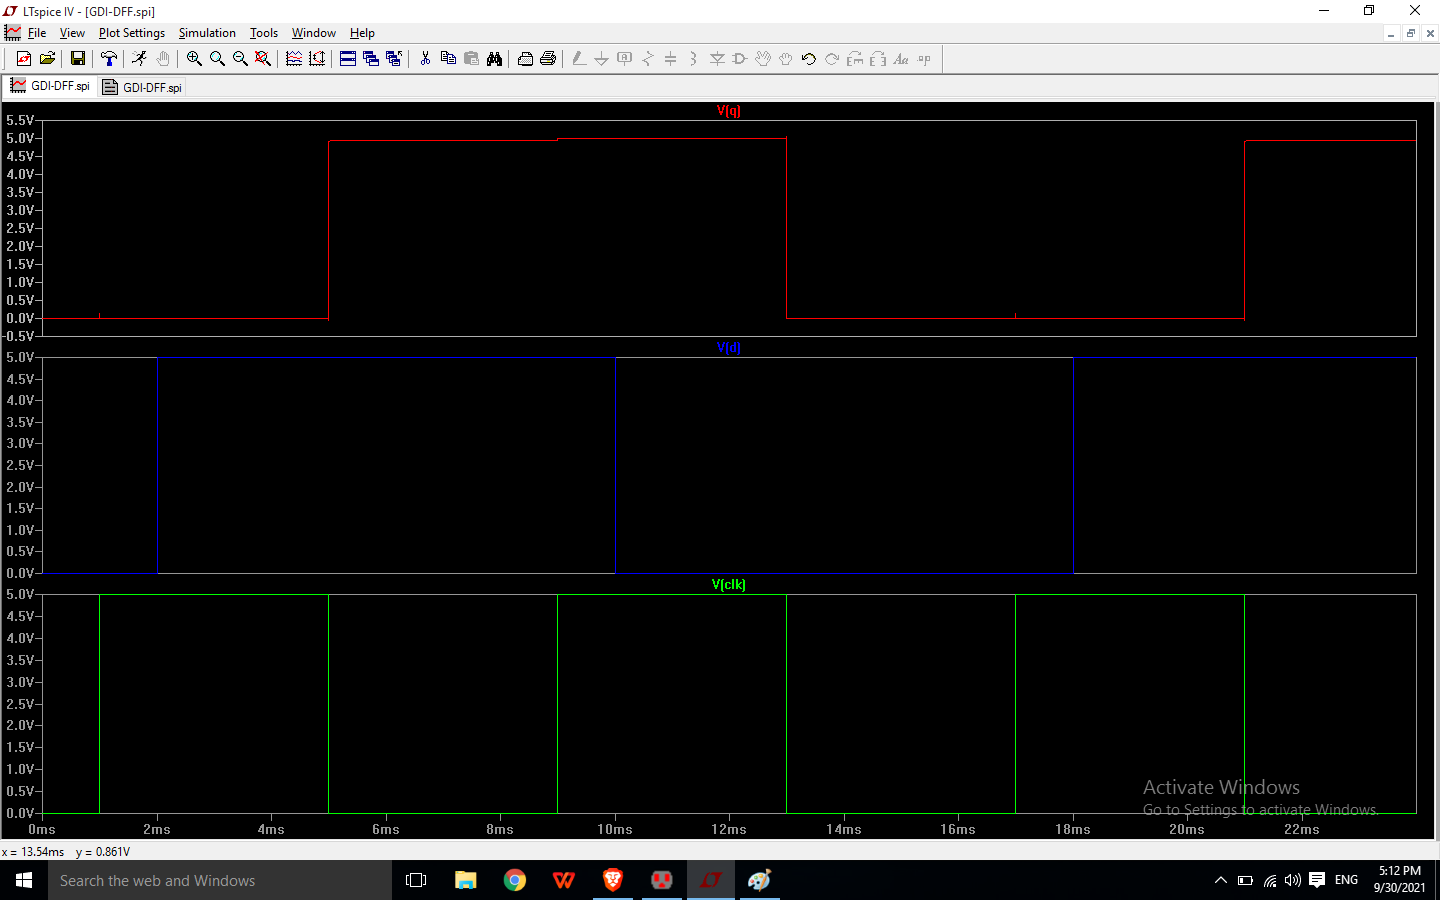 LTspice IV - [GDI-DFF.spi]
File View Plot Settings Simulation Tools Window Help
GDI-DFF.spi GDI-DFF.spi
V(q)
5.5V
5.0V
4.5V
4.0V
3.5V
3.0V
2.5V
2.0V
1.5V
1.0V
0.5V
0.0V
-0.5V
V(d)
5.0V
4.5V
4.0V
3.5V
3.0V
2.5V
2.0V
1.5V
1.0V
0.5V
0.0V
V(clk)
5.0V
4.5V
4.0V
3.5V
3.0V
2.5V
2.0V
1.5V
1.0V
0.5V
0.0V
0ms 2ms 4ms 6ms 8ms 10ms 12ms 14ms 16ms 18ms 20ms 22ms
Activate Windows
Go to Settings to activate Windows.
x = 13.54ms y = 0.861V
Search the web and Windows
ENG
5:12 PM
9/30/2021